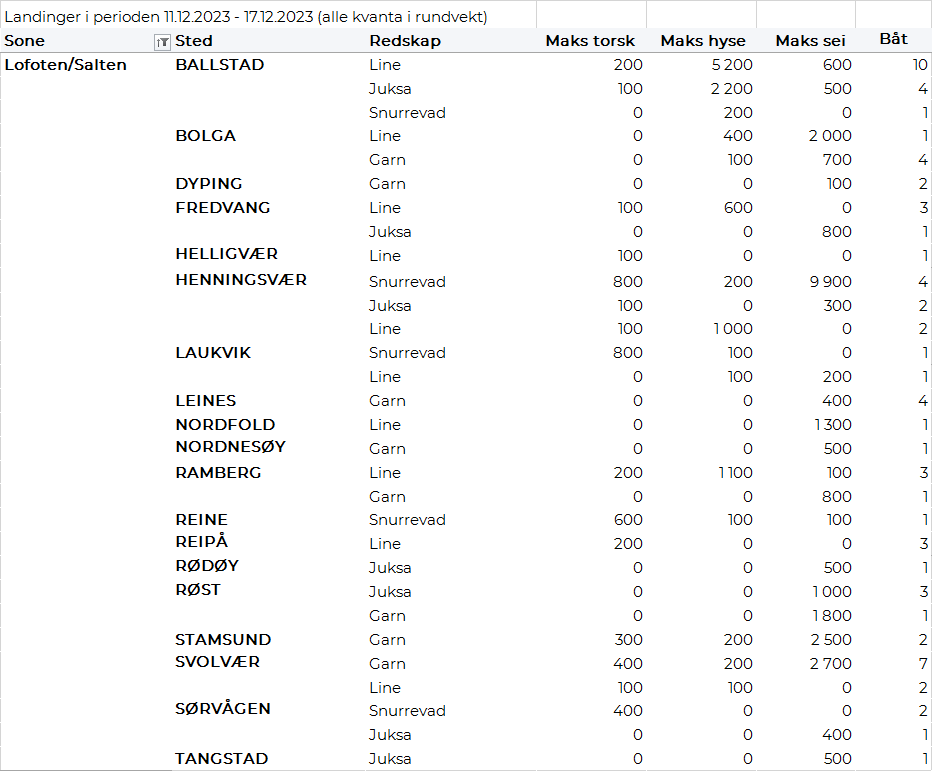 Landinger i perioden 11.12.2023 - 17.12.2023 (alle kvanta i rundvekt)
Sone Sted Redskap Maks torsk Maks hyse Maks sei Båt
Lofoten/Salten BALLSTAD Line 200 5 200 600 10
Juksa 100 2 200 500 4
Snurrevad 0 200 0 1
BOLGA Line 0 400 2 000 1
Garn 0 100 700 4
DYPING Garn 0 0 100 2
FREDVANG Line 100 600 0 3
Juksa 0 0 800 1
HELLIGVÆR Line 100 0 0 1
HENNINGSVÆR Snurrevad 800 200 9 900 4
Juksa 100 0 300 2
Line 100 1 000 0 2
LAUKVIK Snurrevad 800 100 0 1
Line 0 100 200 1
LEINES Garn 0 0 400 4
NORDFOLD Line 0 0 1 300 1
NORDNESØY Garn 0 0 500 1
RAMBERG Line 200 1 100 100 3
Garn 0 0 800 1
REINE Snurrevad 600 100 100 1
REIPÅ Line 200 0 0 3
RØDØY Juksa 0 0 500 1
RØST Juksa 0 0 1 000 3
Garn 0 0 1 800 1
STAMSUND Garn 300 200 2 500 2
SVOLVÆR Garn 400 200 2 700 7
Line 100 100 0 2
SØRVÅGEN Snurrevad 400 0 0 2
Juksa 0 0 400 1
TANGSTAD Juksa 0 0 500 1